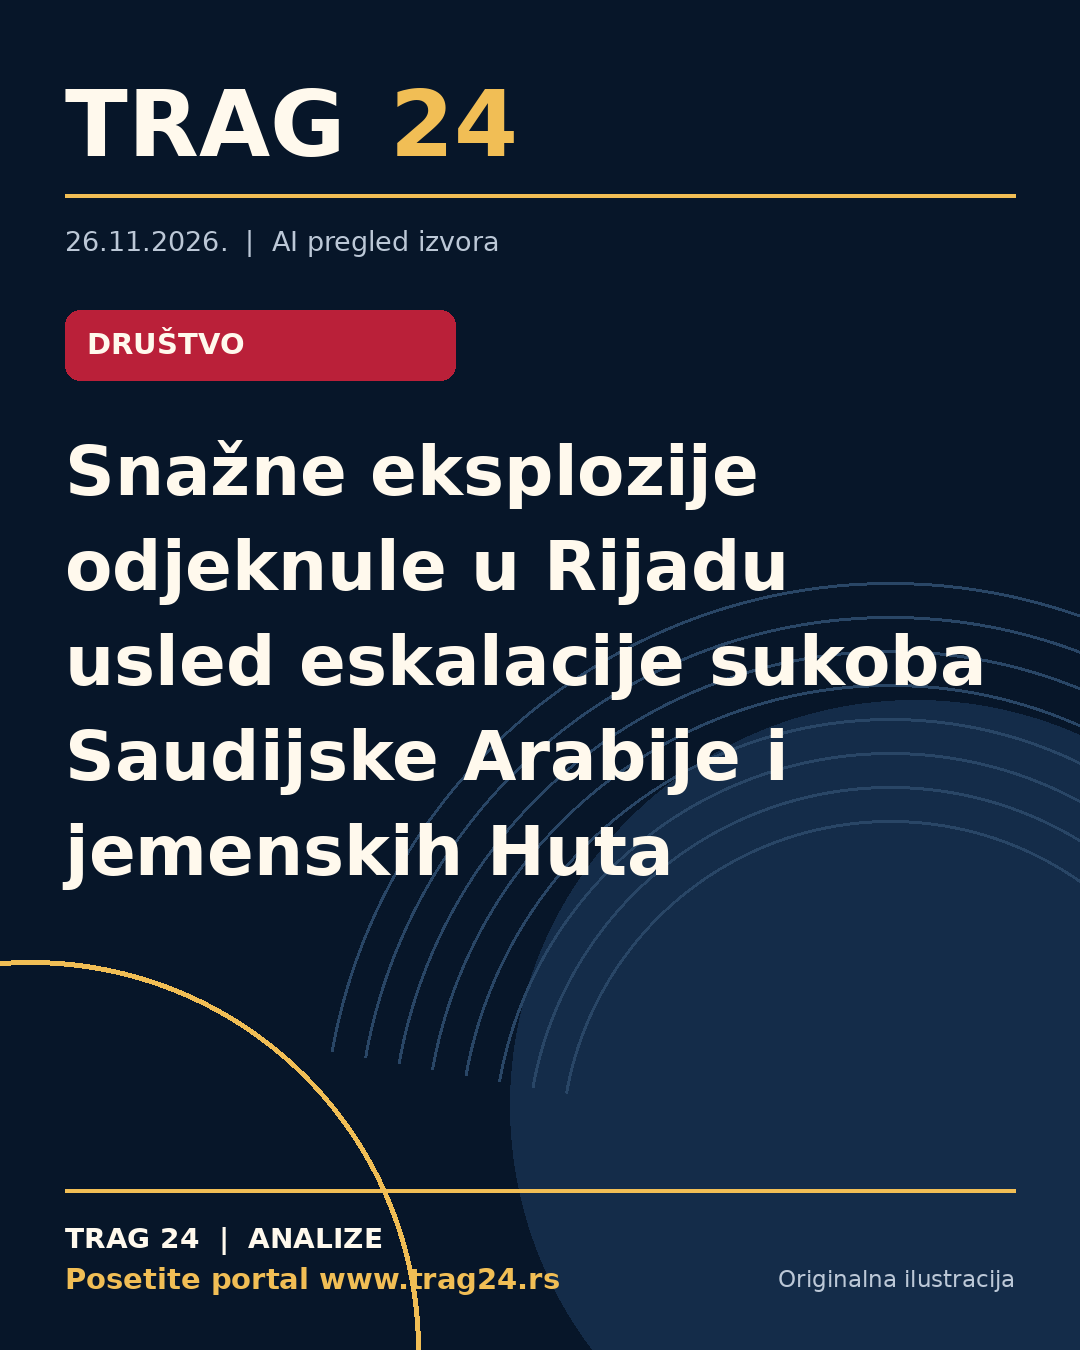 TRAG 24
26.11.2026. | AI pregled izvora
DRUŠTVO
Snažne eksplozije
odjeknule u Rijadu
usled eskalacije sukoba
Saudijske Arabije i
jemenskih Huta
TRAG 24 | ANALIZE
Posetite portal www.trag24.rs
Originalna ilustracija